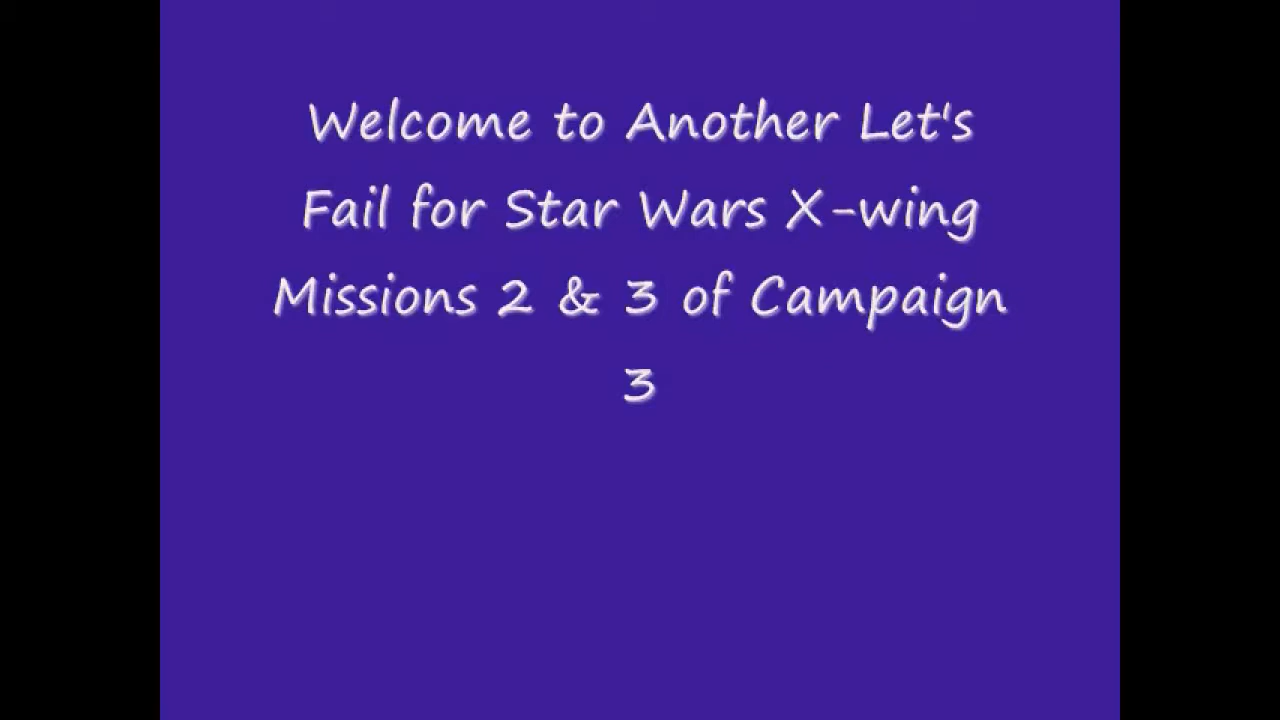 Welcome to Another Let's
Fail for Star Wars X-wing
Missions 2 & 3 of Campaign
3